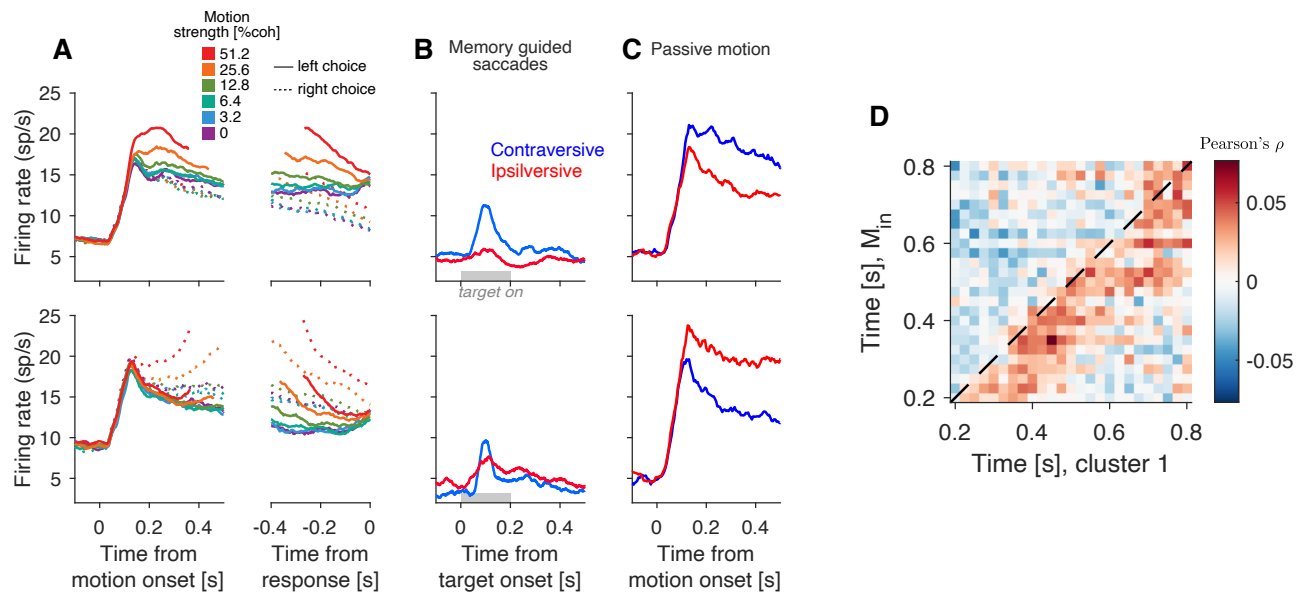 A
Motion
strength [%coh]
51.2
25.6
12.8
6.4
3.2
0
left choice
right choice
B
Memory guided
saccades
C
Passive motion
Contraversive
Ipsilversive
target on
D
Pearson's ρ
0.05
0
-0.05
Firing rate (sp/s)
25
20
15
10
5
Firing rate (sp/s)
25
20
15
10
5
0 0.2 0.4
Time from
motion onset [s]
-0.4 -0.2 0
Time from
response [s]
0 0.2 0.4
Time from
target onset [s]
0 0.2 0.4
Time from
motion onset [s]
Time [s], M_in
0.8
0.6
0.4
0.2
0.2 0.4 0.6 0.8
Time [s], cluster 1